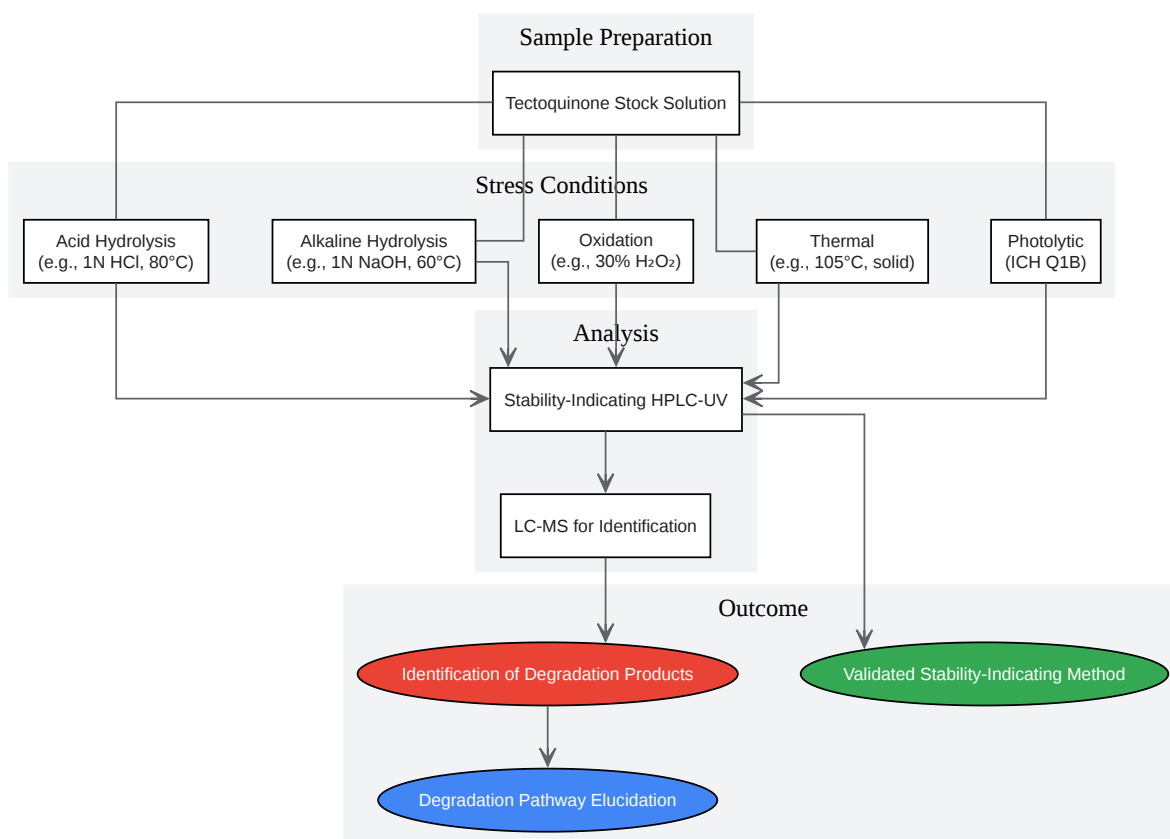 Sample Preparation
Tectoquinone Stock Solution
Stress Conditions
Acid Hydrolysis
(e.g., 1N HCl, 80°C)
Alkaline Hydrolysis
(e.g., 1N NaOH, 60°C)
Oxidation
(e.g., 30% H₂O₂)
Thermal
(e.g., 105°C, solid)
Photolytic
(ICH Q1B)
Analysis
Stability-Indicating HPLC-UV
LC-MS for Identification
Outcome
Identification of Degradation Products
Validated Stability-Indicating Method
Degradation Pathway Elucidation